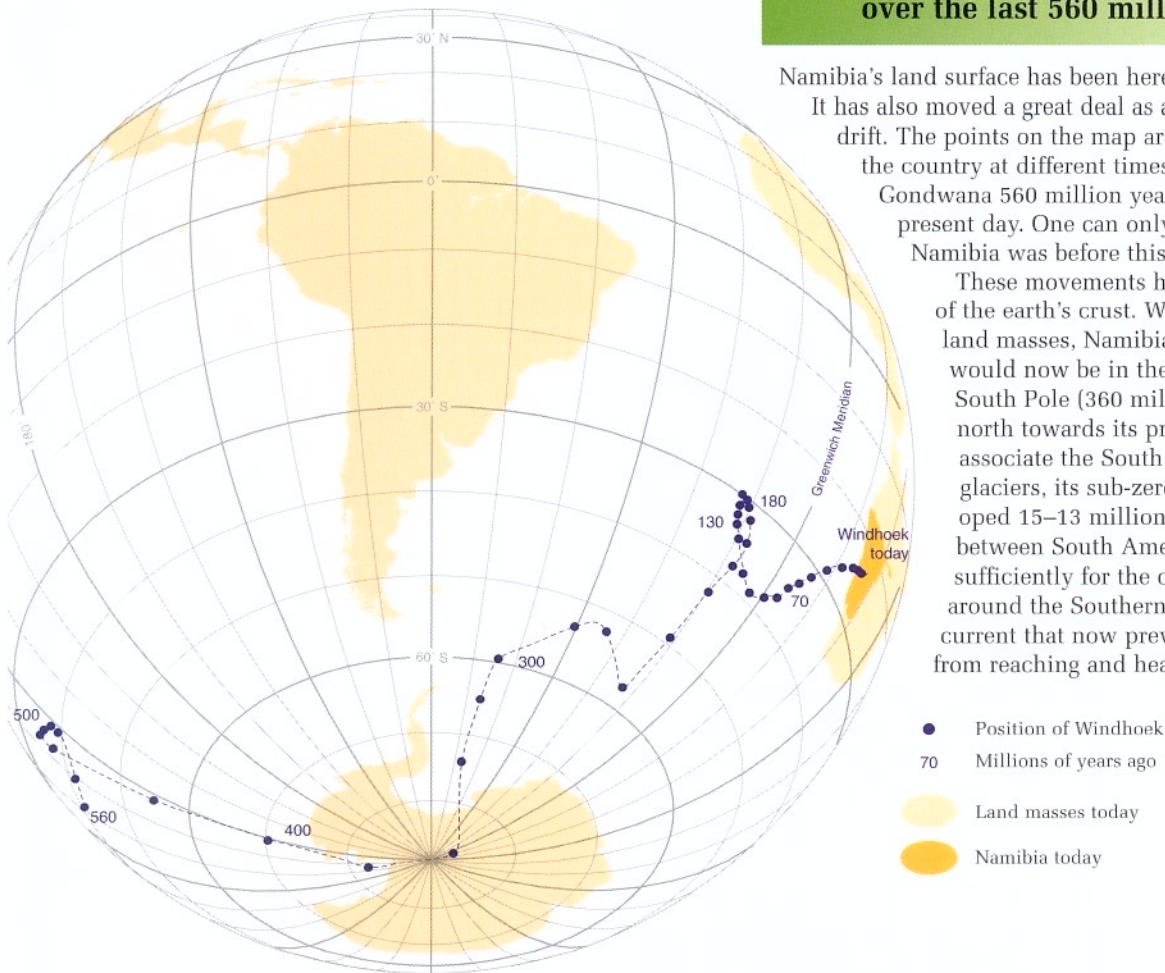 over the last 560 mill
Namibia's land surface has been here
It has also moved a great deal as a
drift. The points on the map ar
the country at different times
Gondwana 560 million yea
present day. One can only
Namibia was before this
These movements h
of the earth's crust. W
land masses, Namibia
would now be in the
South Pole (360 mil
north towards its pr
associate the South
glaciers, its sub-zero
oped 15–13 million
between South Ame
sufficiently for the o
around the Southern
current that now prev
from reaching and hea
30° N
0°
30° S
60° S
180
Greenwich Meridian
180
130
Windhoek
today
70
300
500
560
400
Position of Windhoek
70 Millions of years ago
Land masses today
Namibia today